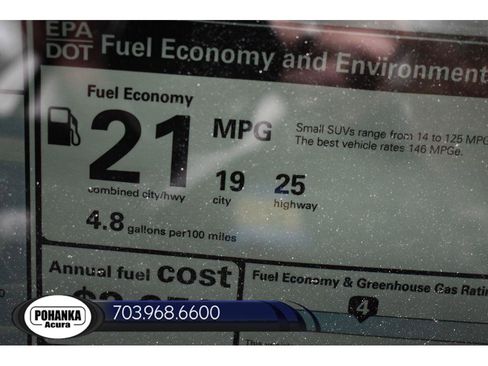 EPA
DOT
Fuel Economy and Environment
Fuel Economy
21 MPG
combined city/hwy
19
city
25
highway
4.8 gallons per 100 miles
Small SUVs range from 14 to 125 MPG
The best vehicle rates 146 MPGe.
Annual fuel cost
Fuel Economy & Greenhouse Gas Ratin
4
POHANKA
Acura
703.968.6600